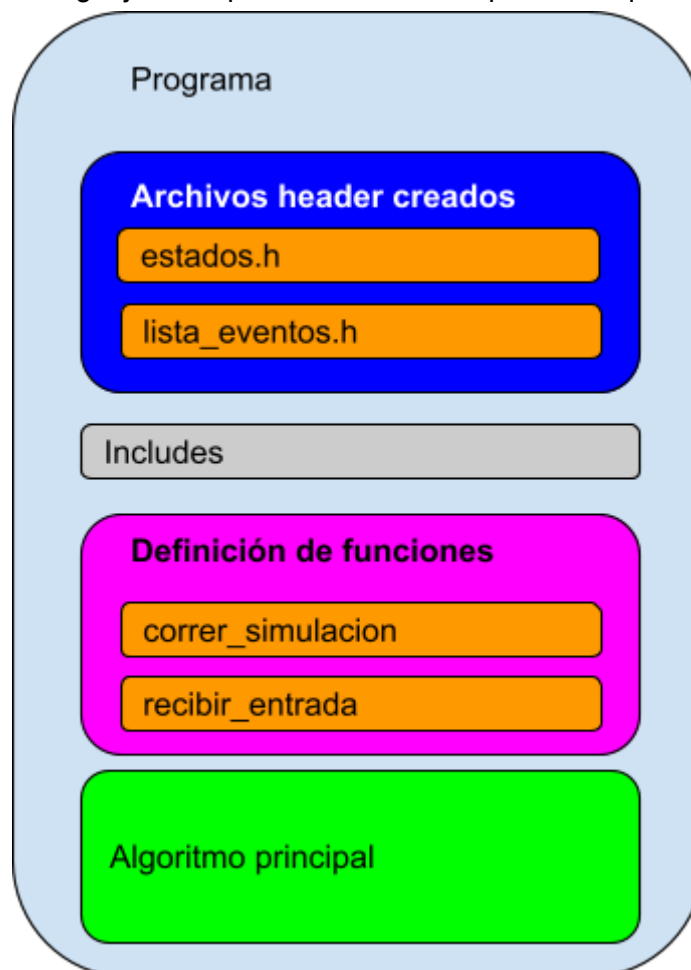 Programa
Archivos header creados
estados.h
lista_eventos.h
Includes
Definición de funciones
correr_simulacion
recibir_entrada
Algoritmo principal